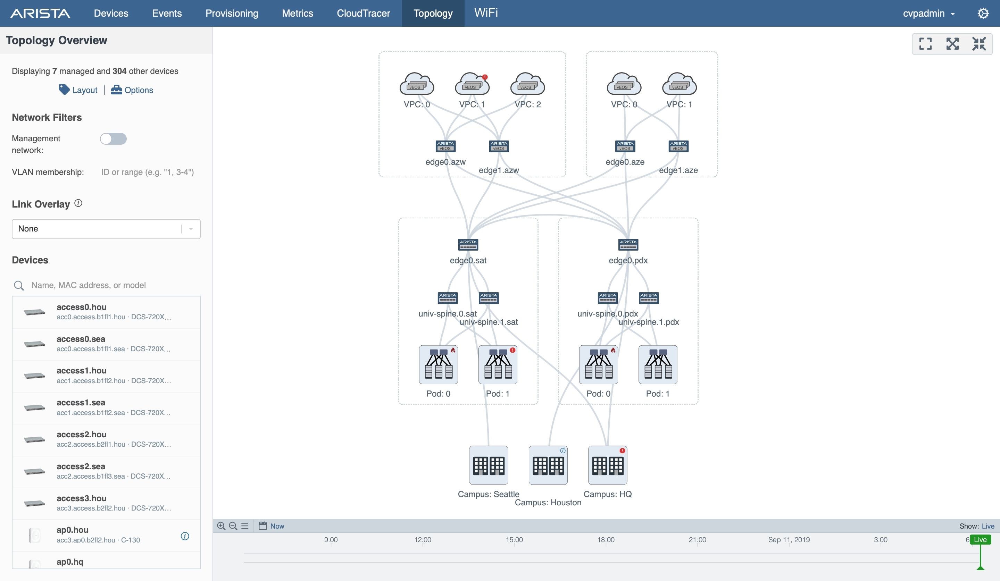 ARISTA
Devices
Events
Provisioning
Metrics
CloudTracer
Topology
WiFi
cvpadmin
Topology Overview
Displaying 7 managed and 304 other devices
Layout | Options
Network Filters
Management
network:
VLAN membership:
ID or range (e.g. "1, 3-4")
Link Overlay
None
Devices
Name, MAC address, or model
access0.hou
acc0.access.b1fl1.hou · DCS-720X...
access0.sea
acc0.access.b1fl1.sea · DCS-720X...
access1.hou
acc1.access.b1fl2.hou · DCS-720X...
access1.sea
acc1.access.b1fl2.sea · DCS-720X...
access2.hou
acc2.access.b2fl1.hou · DCS-720X...
access2.sea
acc2.access.b1fl3.sea · DCS-720X...
access3.hou
acc3.access.b2fl2.hou · DCS-720X...
ap0.hou
acc3.ap0.b2fl2.hou · C-130
ap0.hq
vEOS
vEOS
vEOS
vEOS
vEOS
VPC: 0
VPC: 1
VPC: 2
VPC: 0
VPC: 1
ARISTA
vEOS
ARISTA
vEOS
ARISTA
vEOS
ARISTA
vEOS
edge0.azw
edge1.azw
edge0.aze
edge1.aze
ARISTA
ARISTA
edge0.sat
edge0.pdx
ARISTA
ARISTA
ARISTA
ARISTA
univ-spine.0.sat
univ-spine.1.sat
univ-spine.0.pdx
univ-spine.1.pdx
Pod: 0
Pod: 1
Pod: 0
Pod: 1
Campus: Seattle
Campus: Houston
Campus: HQ
Now
Show: Live
9:00
12:00
15:00
18:00
21:00
Sep 11, 2019
3:00
6
Live